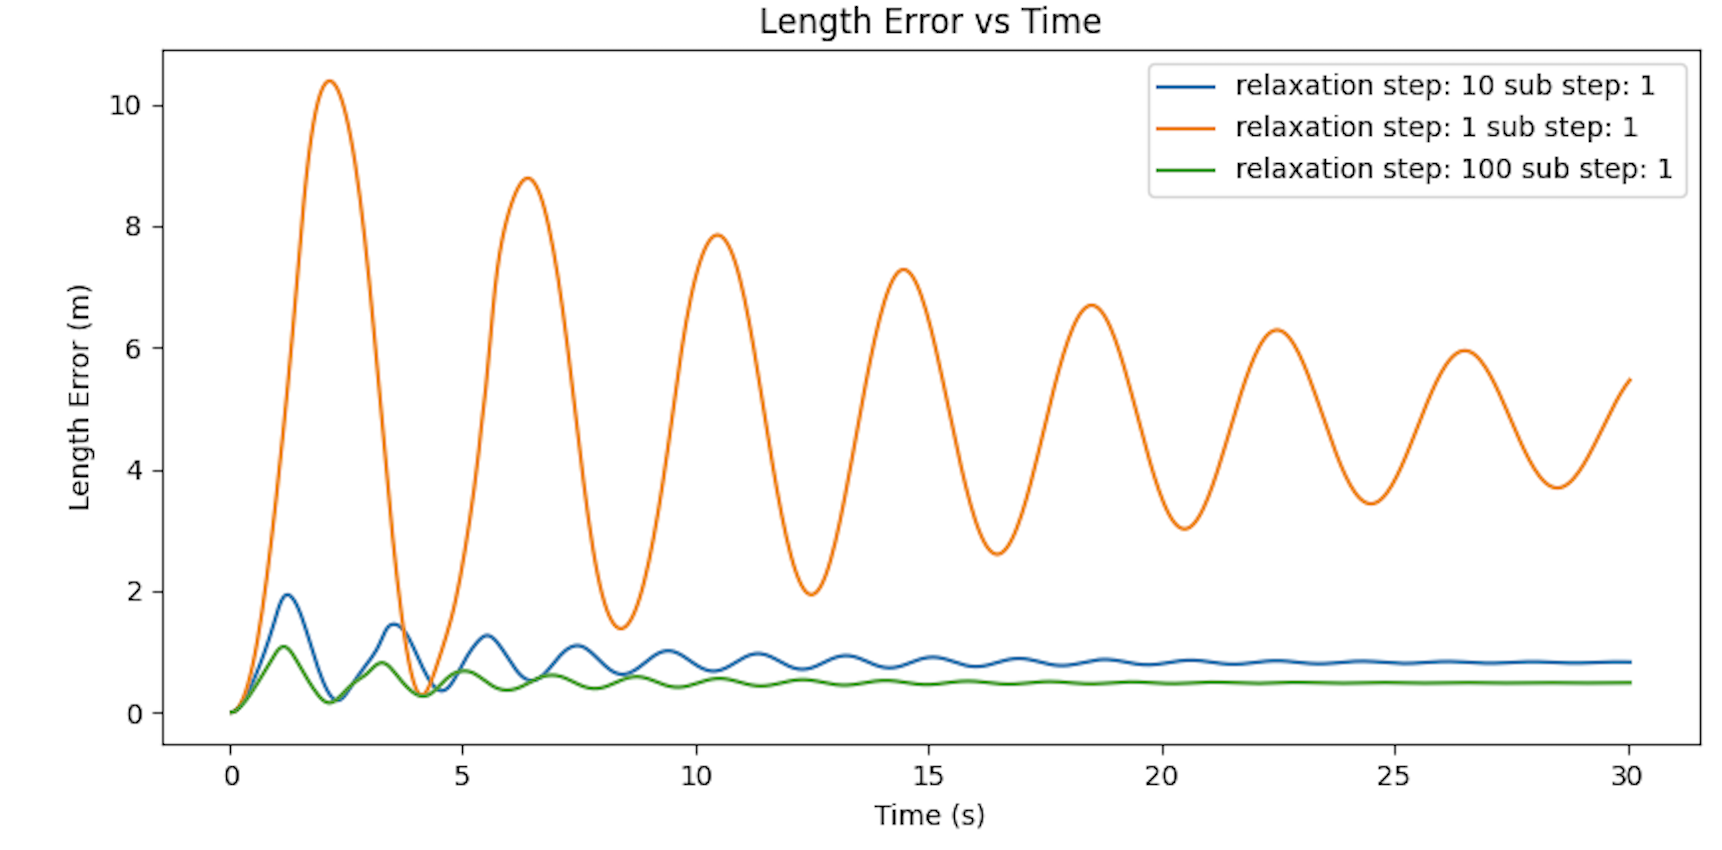 Length Error vs Time
relaxation step: 10 sub step: 1
relaxation step: 1 sub step: 1
relaxation step: 100 sub step: 1
Length Error (m)
10
8
6
4
2
0
0 5 10 15 20 25 30
Time (s)